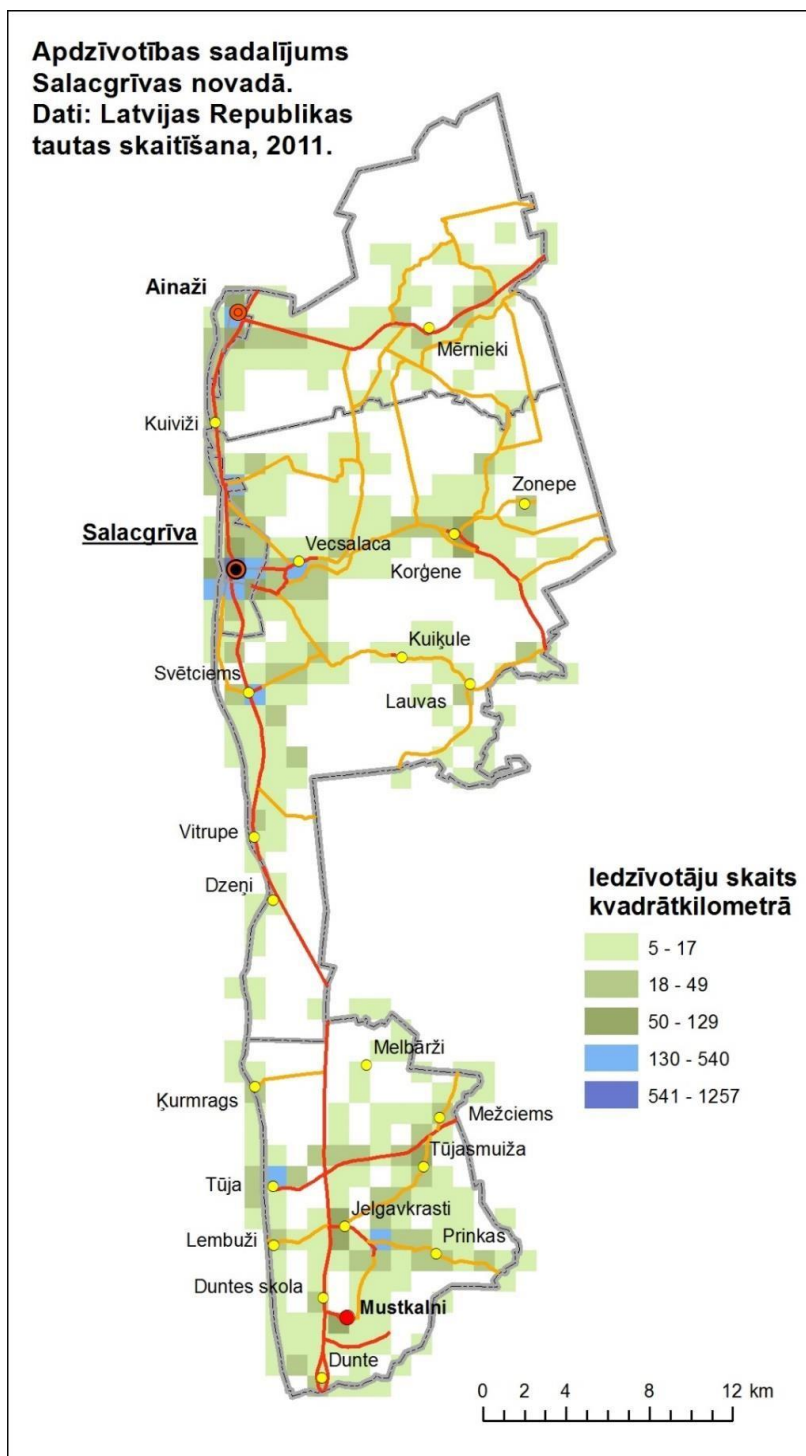 Apdzīvotības sadalījums
Salacgrīvas novadā.
Dati: Latvijas Republikas
tautas skaitīšana, 2011.
Ainaži
Mērnieki
Kuiviži
Zonepe
Salacgrīva
Vecsalaca
Korģene
Kuiķule
Svētciems
Lauvas
Vitrupe
Dzeņi
Iedzīvotāju skaits
kvadrātkilometrā
5 - 17
18 - 49
50 - 129
130 - 540
541 - 1257
Melbārži
Ķurmrags
Mežciems
Tūjasmuiža
Tūja
Jelgavkrasti
Lembuži
Prinkas
Duntes skola
Mustkalni
Dunte
0 2 4 8 12 km